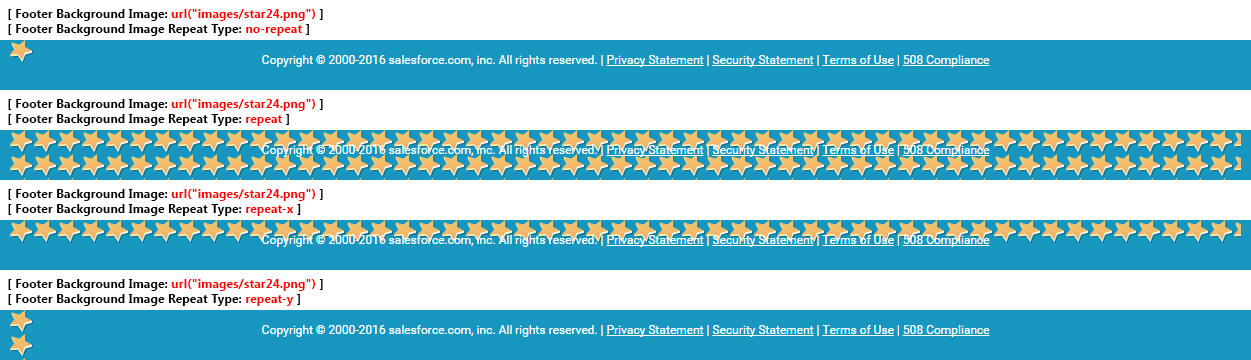 [ Footer Background Image: url("images/star24.png") ]
[ Footer Background Image Repeat Type: no-repeat ]
Copyright © 2000-2016 salesforce.com, inc. All rights reserved. | Privacy Statement | Security Statement | Terms of Use | 508 Compliance
[ Footer Background Image: url("images/star24.png") ]
[ Footer Background Image Repeat Type: repeat ]
Copyright © 2000-2016 salesforce.com, inc. All rights reserved. | Privacy Statement | Security Statement | Terms of Use | 508 Compliance
[ Footer Background Image: url("images/star24.png") ]
[ Footer Background Image Repeat Type: repeat-x ]
Copyright © 2000-2016 salesforce.com, inc. All rights reserved. | Privacy Statement | Security Statement | Terms of Use | 508 Compliance
[ Footer Background Image: url("images/star24.png") ]
[ Footer Background Image Repeat Type: repeat-y ]
Copyright © 2000-2016 salesforce.com, inc. All rights reserved. | Privacy Statement | Security Statement | Terms of Use | 508 Compliance